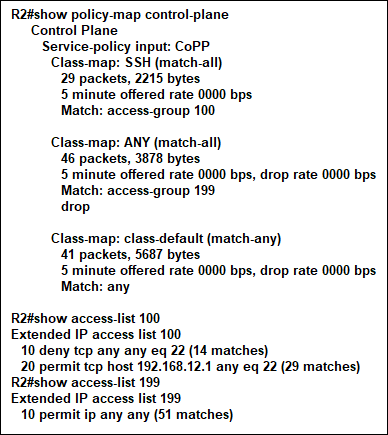 R2#show policy-map control-plane
Control Plane
Service-policy input: CoPP
Class-map: SSH (match-all)
29 packets, 2215 bytes
5 minute offered rate 0000 bps
Match: access-group 100
Class-map: ANY (match-all)
46 packets, 3878 bytes
5 minute offered rate 0000 bps, drop rate 0000 bps
Match: access-group 199
drop
Class-map: class-default (match-any)
41 packets, 5687 bytes
5 minute offered rate 0000 bps, drop rate 0000 bps
Match: any
R2#show access-list 100
Extended IP access list 100
10 deny tcp any any eq 22 (14 matches)
20 permit tcp host 192.168.12.1 any eq 22 (29 matches)
R2#show access-list 199
Extended IP access list 199
10 permit ip any any (51 matches)